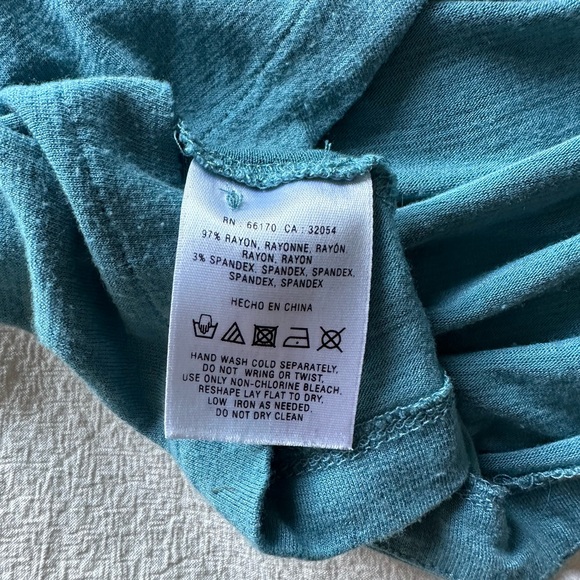 RN : 66170 CA : 32054
97% RAYON, RAYONNE, RAYÓN,
RAYON, RAYON
3% SPANDEX, SPANDEX, SPANDEX,
SPANDEX, SPANDEX
HECHO EN CHINA
HAND WASH COLD SEPARATELY.
DO NOT WRING OR TWIST.
USE ONLY NON-CHLORINE BLEACH.
RESHAPE LAY FLAT TO DRY.
LOW IRON AS NEEDED.
DO NOT DRY CLEAN